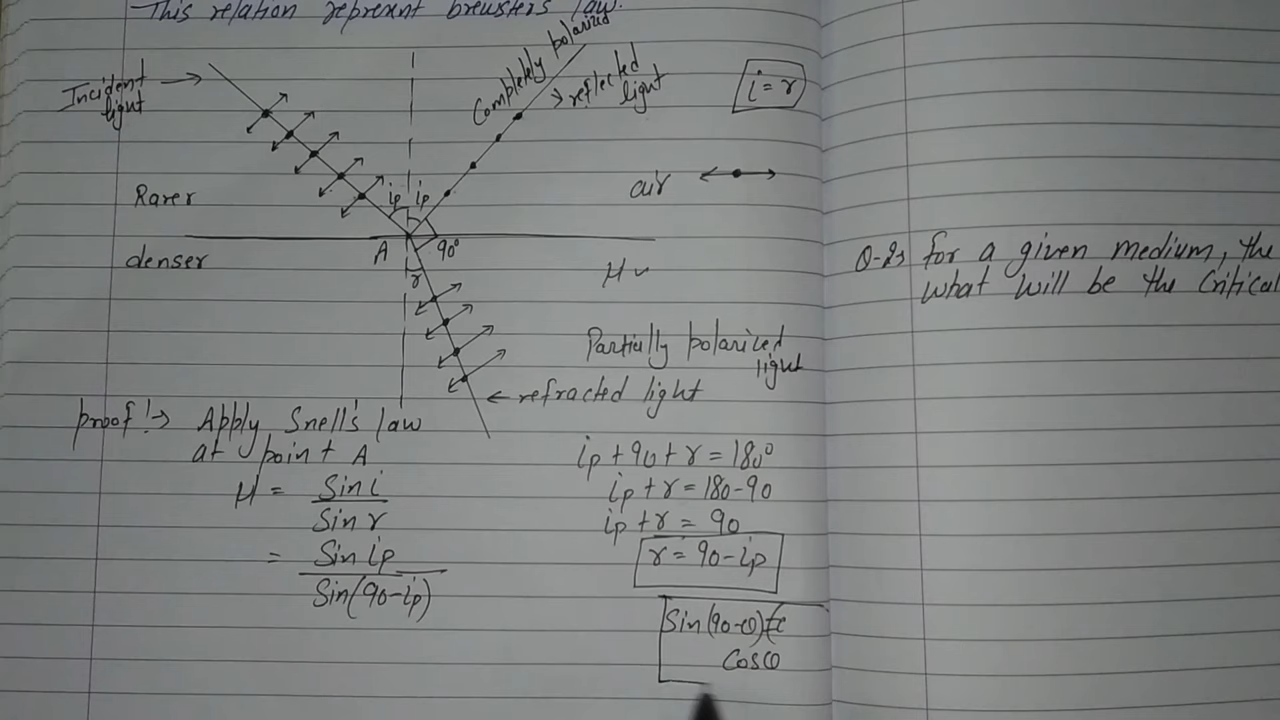 This relation represent brewsters law.
Incident light
Completely polarized
reflected light
i = r
Rarer
ip ip
air
A
90°
denser
r
μ
Partially polarized light
refracted light
proof :→ Apply Snell's law
at point A
μ = Sin i / Sin r
= Sin ip / Sin(90-ip)
ip + 90 + r = 180°
ip + r = 180-90
ip + r = 90
r = 90 - ip
Sin(90-θ)
Cosθ
for a given medium, the
what will be the Critical